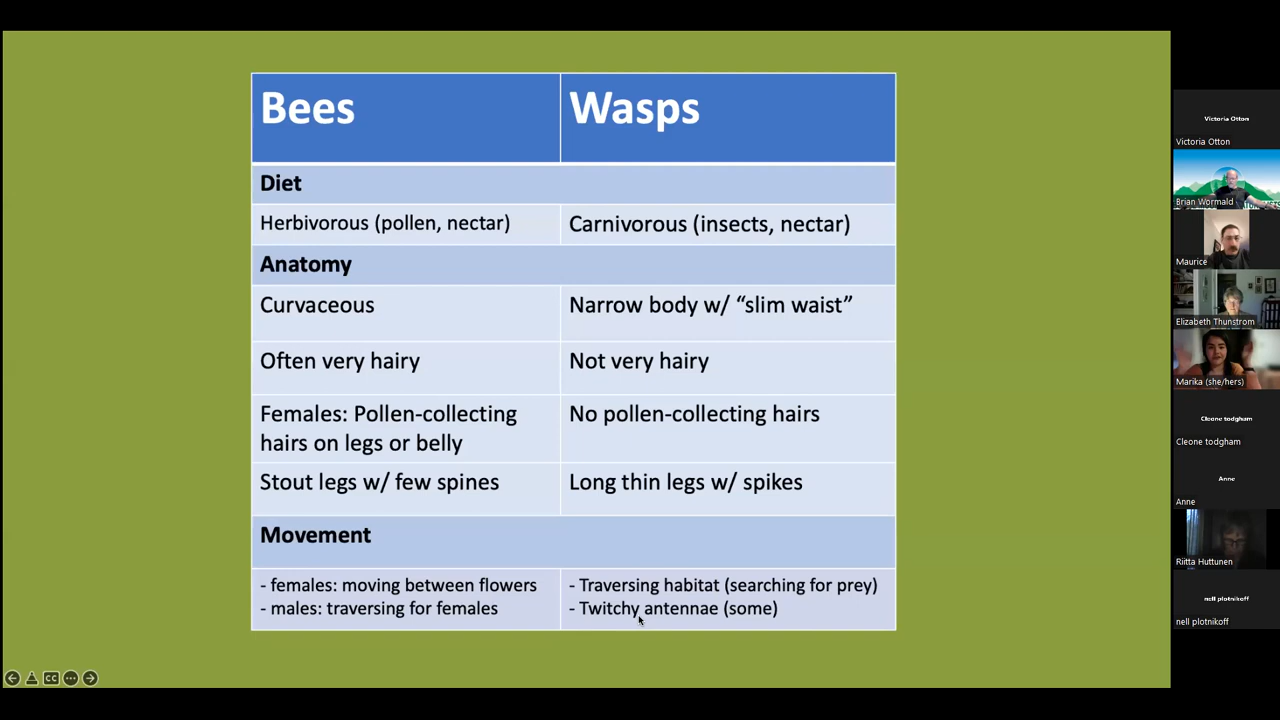 Bees
Wasps
Diet
Herbivorous (pollen, nectar)
Carnivorous (insects, nectar)
Anatomy
Curvaceous
Narrow body w/ “slim waist”
Often very hairy
Not very hairy
Females: Pollen-collecting
hairs on legs or belly
No pollen-collecting hairs
Stout legs w/ few spines
Long thin legs w/ spikes
Movement
- females: moving between flowers
- males: traversing for females
- Traversing habitat (searching for prey)
- Twitchy antennae (some)
CC
Victoria Otton
Victoria Otton
Brian Wormald
Maurice
Elizabeth Thunstrom
Marika (she/hers)
Cleone todgham
Cleone todgham
Anne
Anne
Riitta Huttunen
nell plotnikoff
nell plotnikoff